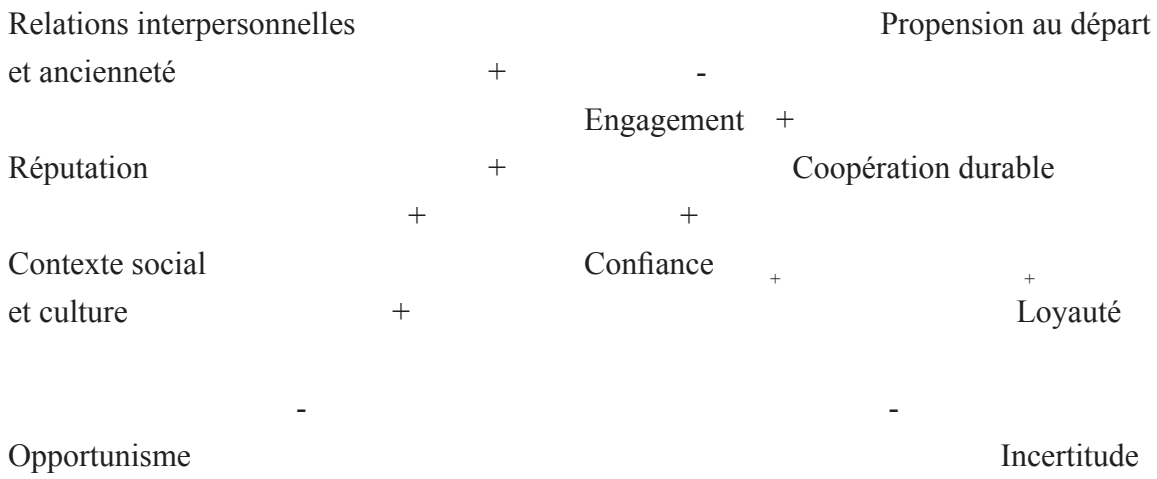 Relations interpersonnelles Propension au départ
et ancienneté + -
Engagement +
Réputation + Coopération durable
+ +
Contexte social Confiance + +
et culture + Loyauté
- -
Opportunisme Incertitude